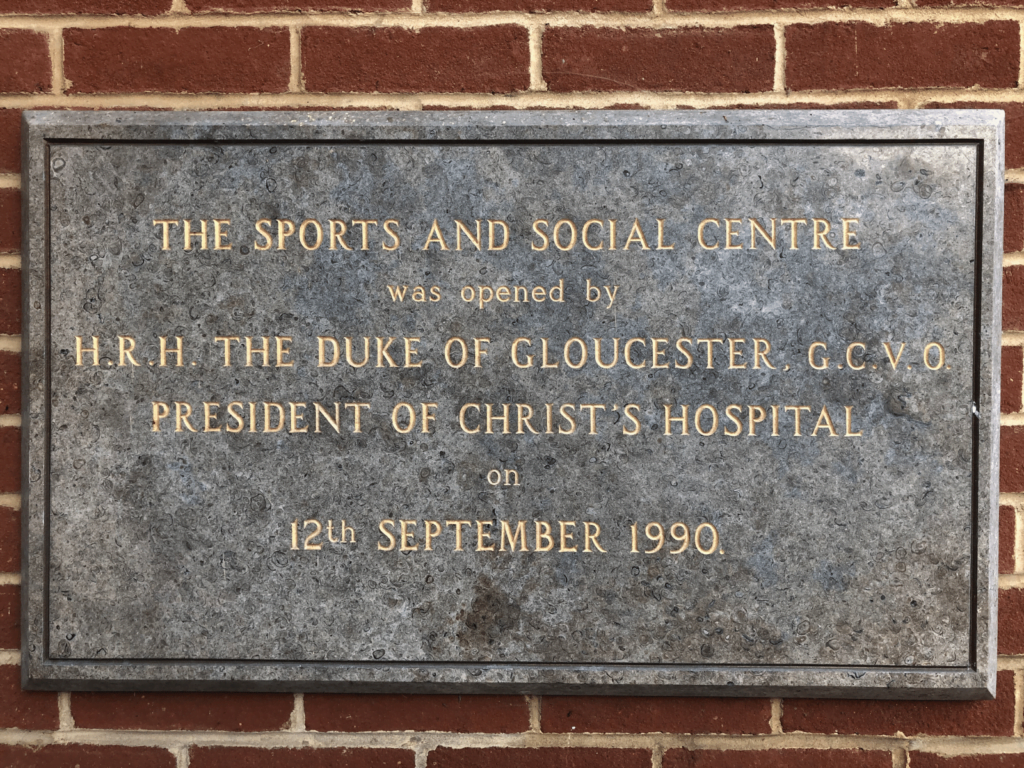 THE SPORTS AND SOCIAL CENTRE
was opened by
H.R.H. THE DUKE OF GLOUCESTER, G.C.V.O.
PRESIDENT OF CHRIST'S HOSPITAL
on
12th SEPTEMBER 1990.